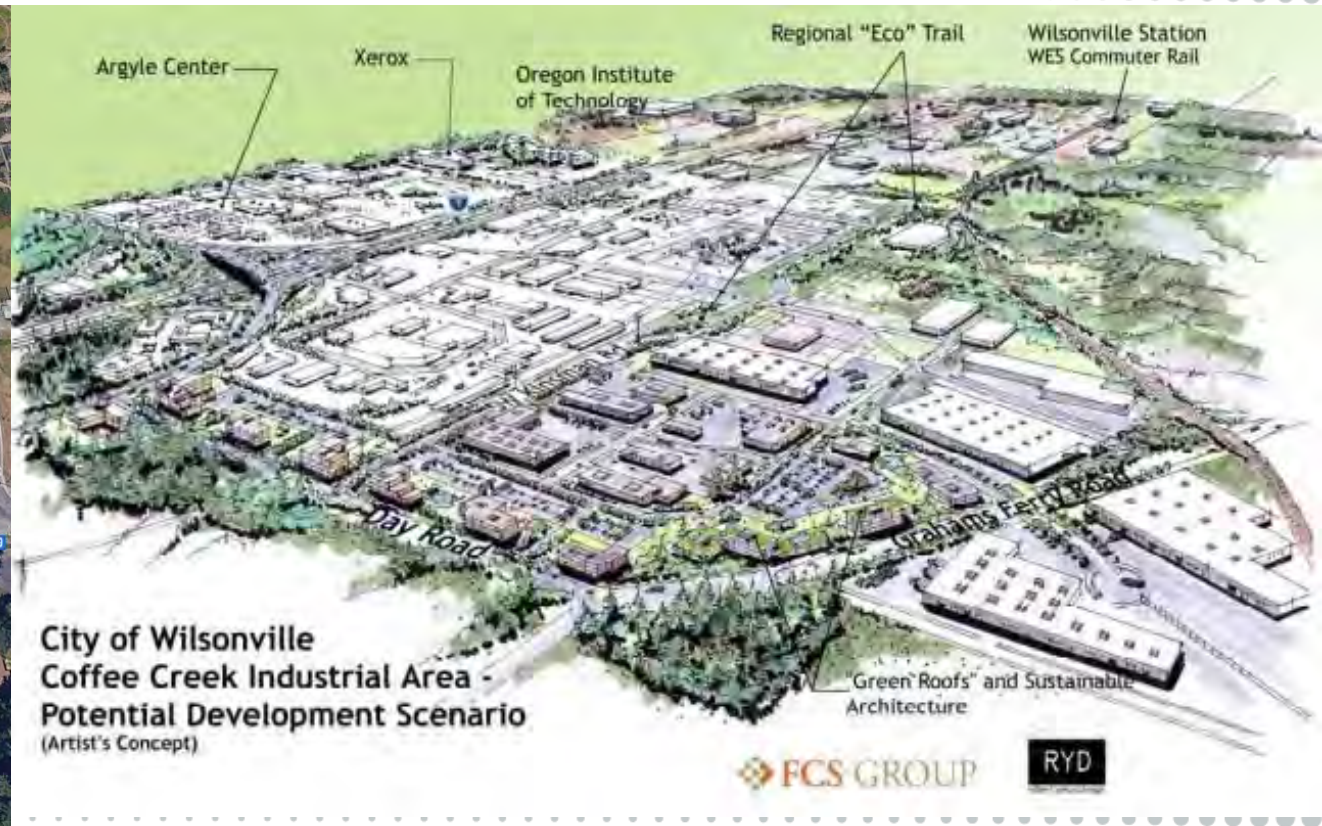 Argyle Center
Xerox
Oregon Institute
of Technology
Regional "Eco" Trail
Wilsonville Station
WES Commuter Rail
5
Day Road
Grahams Ferry Road
"Green Roofs" and Sustainable
Architecture
City of Wilsonville
Coffee Creek Industrial Area -
Potential Development Scenario
(Artist's Concept)
FCS GROUP
RYD